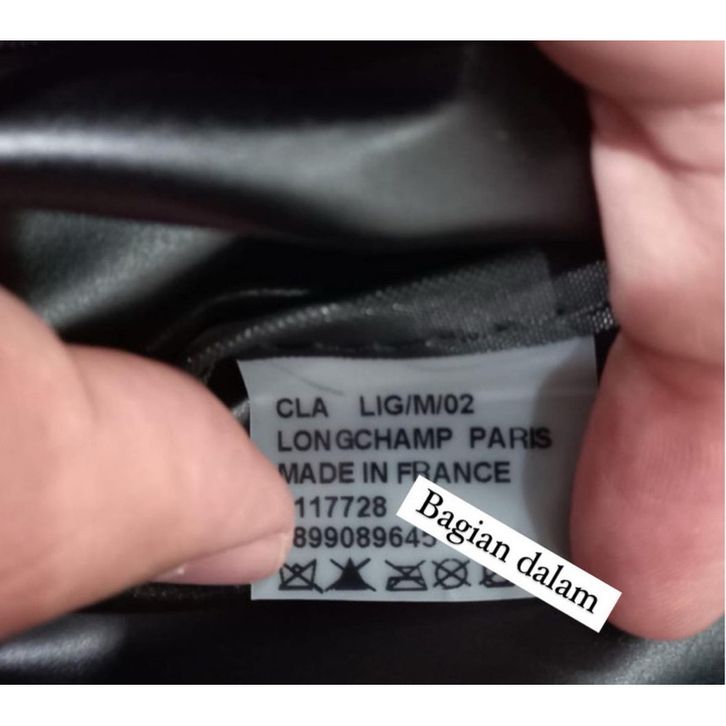 CLA LIG/M/02
LONGCHAMP PARIS
MADE IN FRANCE
117728
Bagian dalam